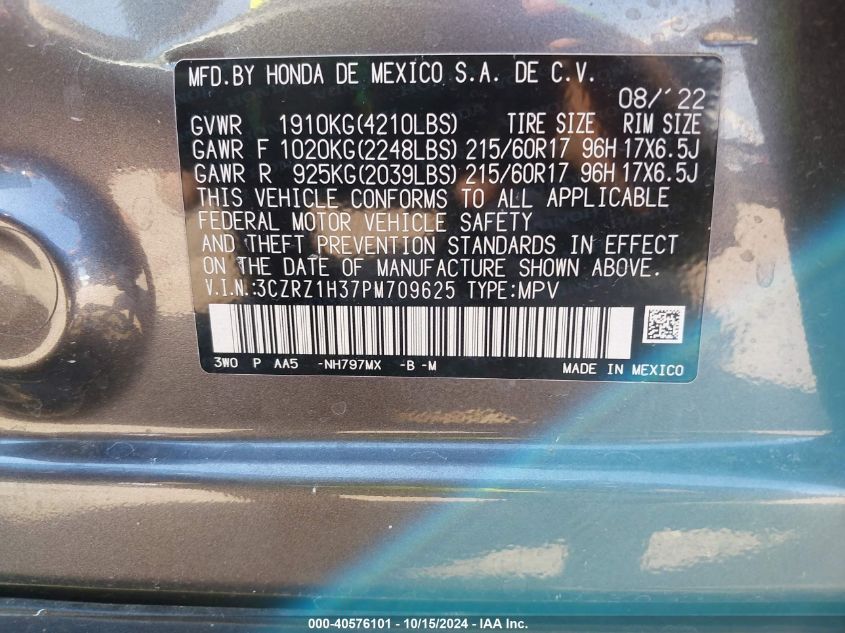 MFD.BY HONDA DE MEXICO S.A. DE C.V.
08/'22
GVWR 1910KG(4210LBS) TIRE SIZE RIM SIZE
GAWR F 1020KG(2248LBS) 215/60R17 96H 17X6.5J
GAWR R 925KG(2039LBS) 215/60R17 96H 17X6.5J
THIS VEHICLE CONFORMS TO ALL APPLICABLE
FEDERAL MOTOR VEHICLE SAFETY
AND THEFT PREVENTION STANDARDS IN EFFECT
ON THE DATE OF MANUFACTURE SHOWN ABOVE.
V.I.N.:3CZRZ1H37PM709625 TYPE:MPV
3W0 P AA5 -NH797MX -B -M MADE IN MEXICO
000-40576101 - 10/15/2024 - IAA Inc.